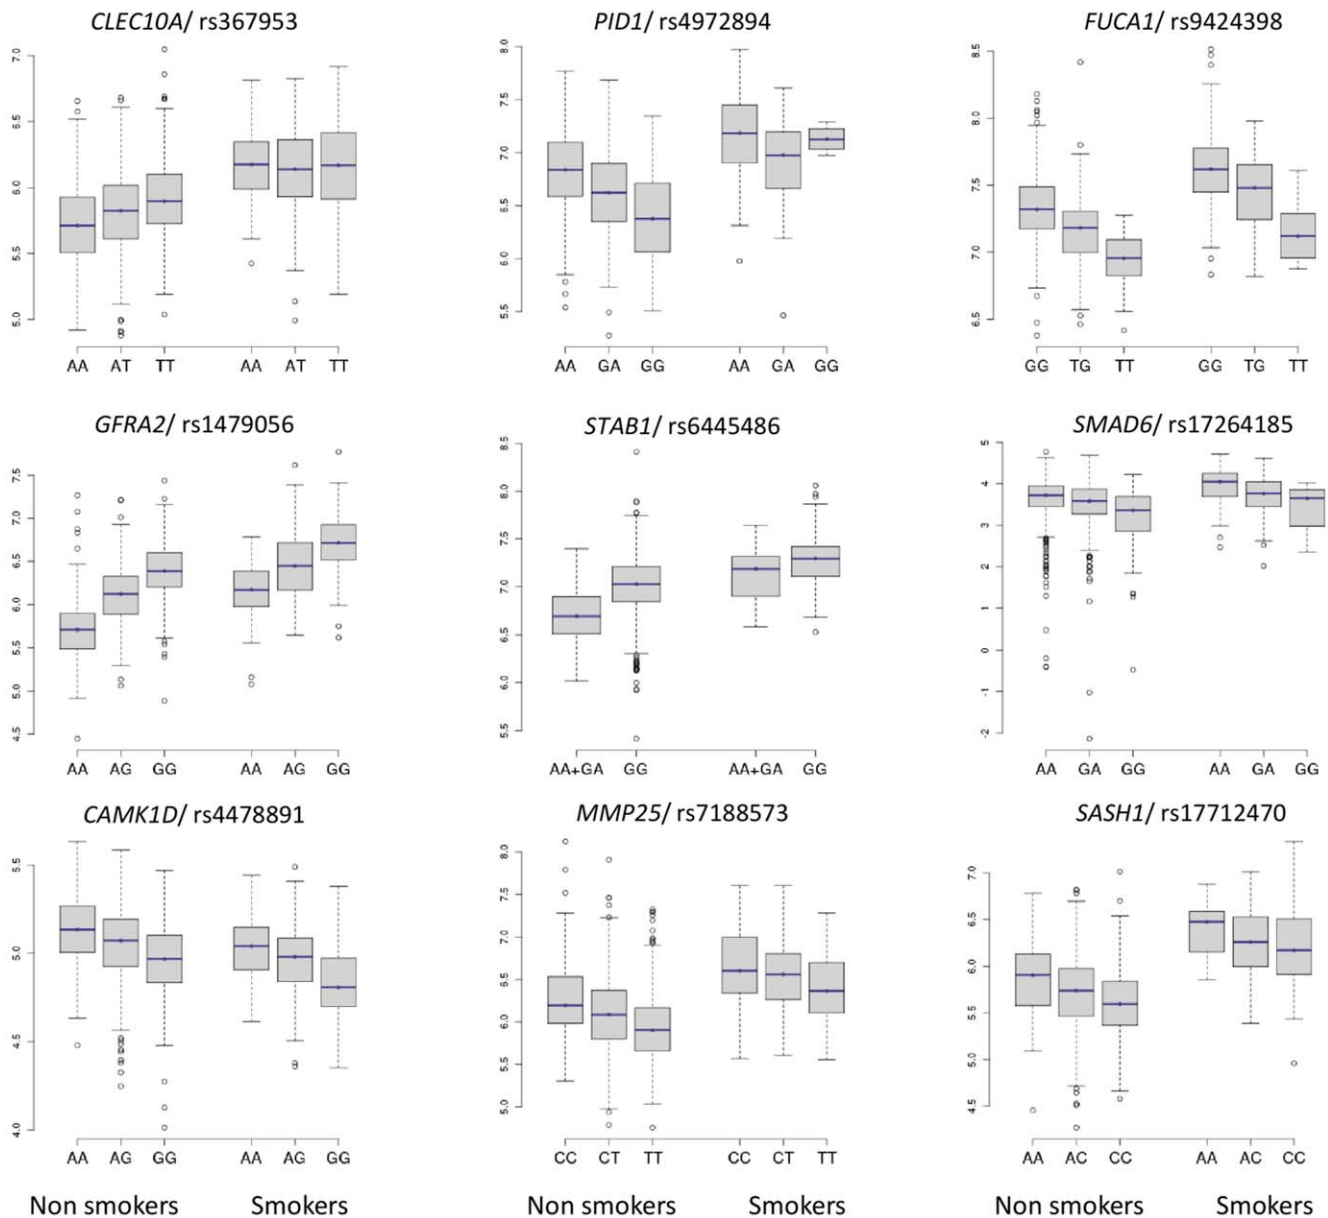 CLEC10A/ rs367953
PID1/ rs4972894
FUCA1/ rs9424398
7.0
6.5
6.0
5.5
5.0
AA AT TT AA AT TT
8.0
7.5
7.0
6.5
6.0
5.5
AA GA GG AA GA GG
8.5
8.0
7.5
7.0
6.5
GG TG TT GG TG TT
GFRA2/ rs1479056
STAB1/ rs6445486
SMAD6/ rs17264185
7.5
7.0
6.5
6.0
5.5
5.0
4.5
AA AG GG AA AG GG
8.5
8.0
7.5
7.0
6.5
6.0
5.5
AA+GA GG AA+GA GG
5
4
3
2
1
0
-1
-2
AA GA GG AA GA GG
CAMK1D/ rs4478891
MMP25/ rs7188573
SASH1/ rs17712470
5.5
5.0
4.5
4.0
AA AG GG AA AG GG
8.0
7.5
7.0
6.5
6.0
5.5
5.0
CC CT TT CC CT TT
7.0
6.5
6.0
5.5
5.0
4.5
AA AC CC AA AC CC
Non smokers Smokers
Non smokers Smokers
Non smokers Smokers